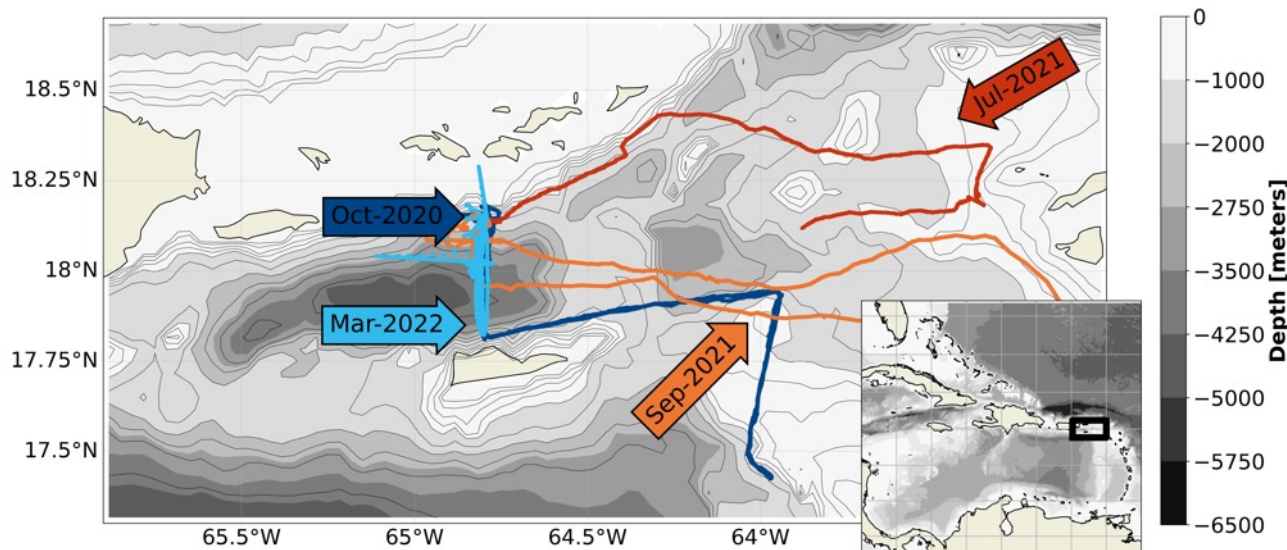 18.5°N
18.25°N
18°N
17.75°N
17.5°N
65.5°W
65°W
64.5°W
64°W
Jul-2021
Oct-2020
Mar-2022
Sep-2021
0
−1000
−2000
−2750
−3500
−4250
−5000
−5750
−6500
Depth [meters]